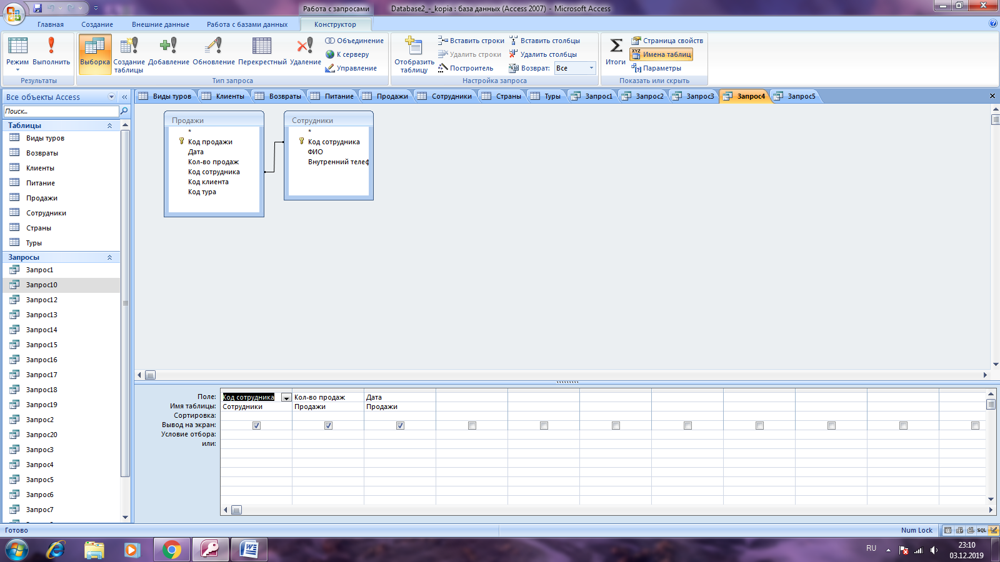 Работа с запросами
Database2_-_kopia : база данных (Access 2007) - Microsoft Access
Главная Создание Внешние данные Работа с базами данных Конструктор
Режим Выполнить
Результаты
Выборка Создание таблицы Добавление Обновление Перекрестный Удаление
Объединение
К серверу
Управление
Тип запроса
Отобразить таблицу
Вставить строки
Удалить строки
Построитель
Вставить столбцы
Удалить столбцы
Возврат: Все
Настройка запроса
Итоги
Страница свойств
Имена таблиц
Параметры
Показать или скрыть
Все объекты Access
Поиск...
Виды туров Клиенты Возвраты Питание Продажи Сотрудники Страны Туры Запрос1 Запрос2 Запрос3 Запрос4 Запрос5
Таблицы
Виды туров
Возвраты
Клиенты
Питание
Продажи
Сотрудники
Страны
Туры
Запросы
Запрос1
Запрос10
Запрос12
Запрос13
Запрос14
Запрос15
Запрос16
Запрос17
Запрос18
Запрос19
Запрос2
Запрос20
Запрос3
Запрос4
Запрос5
Запрос6
Запрос7
Продажи
*
Код продажи
Дата
Кол-во продаж
Код сотрудника
Код клиента
Код тура
Сотрудники
*
Код сотрудника
ФИО
Внутренний телеф
Поле: Код сотрудника Кол-во продаж Дата
Имя таблицы: Сотрудники Продажи Продажи
Сортировка:
Вывод на экран:
Условие отбора:
или:
Готово
Num Lock
SQL
RU
23:10
03.12.2019